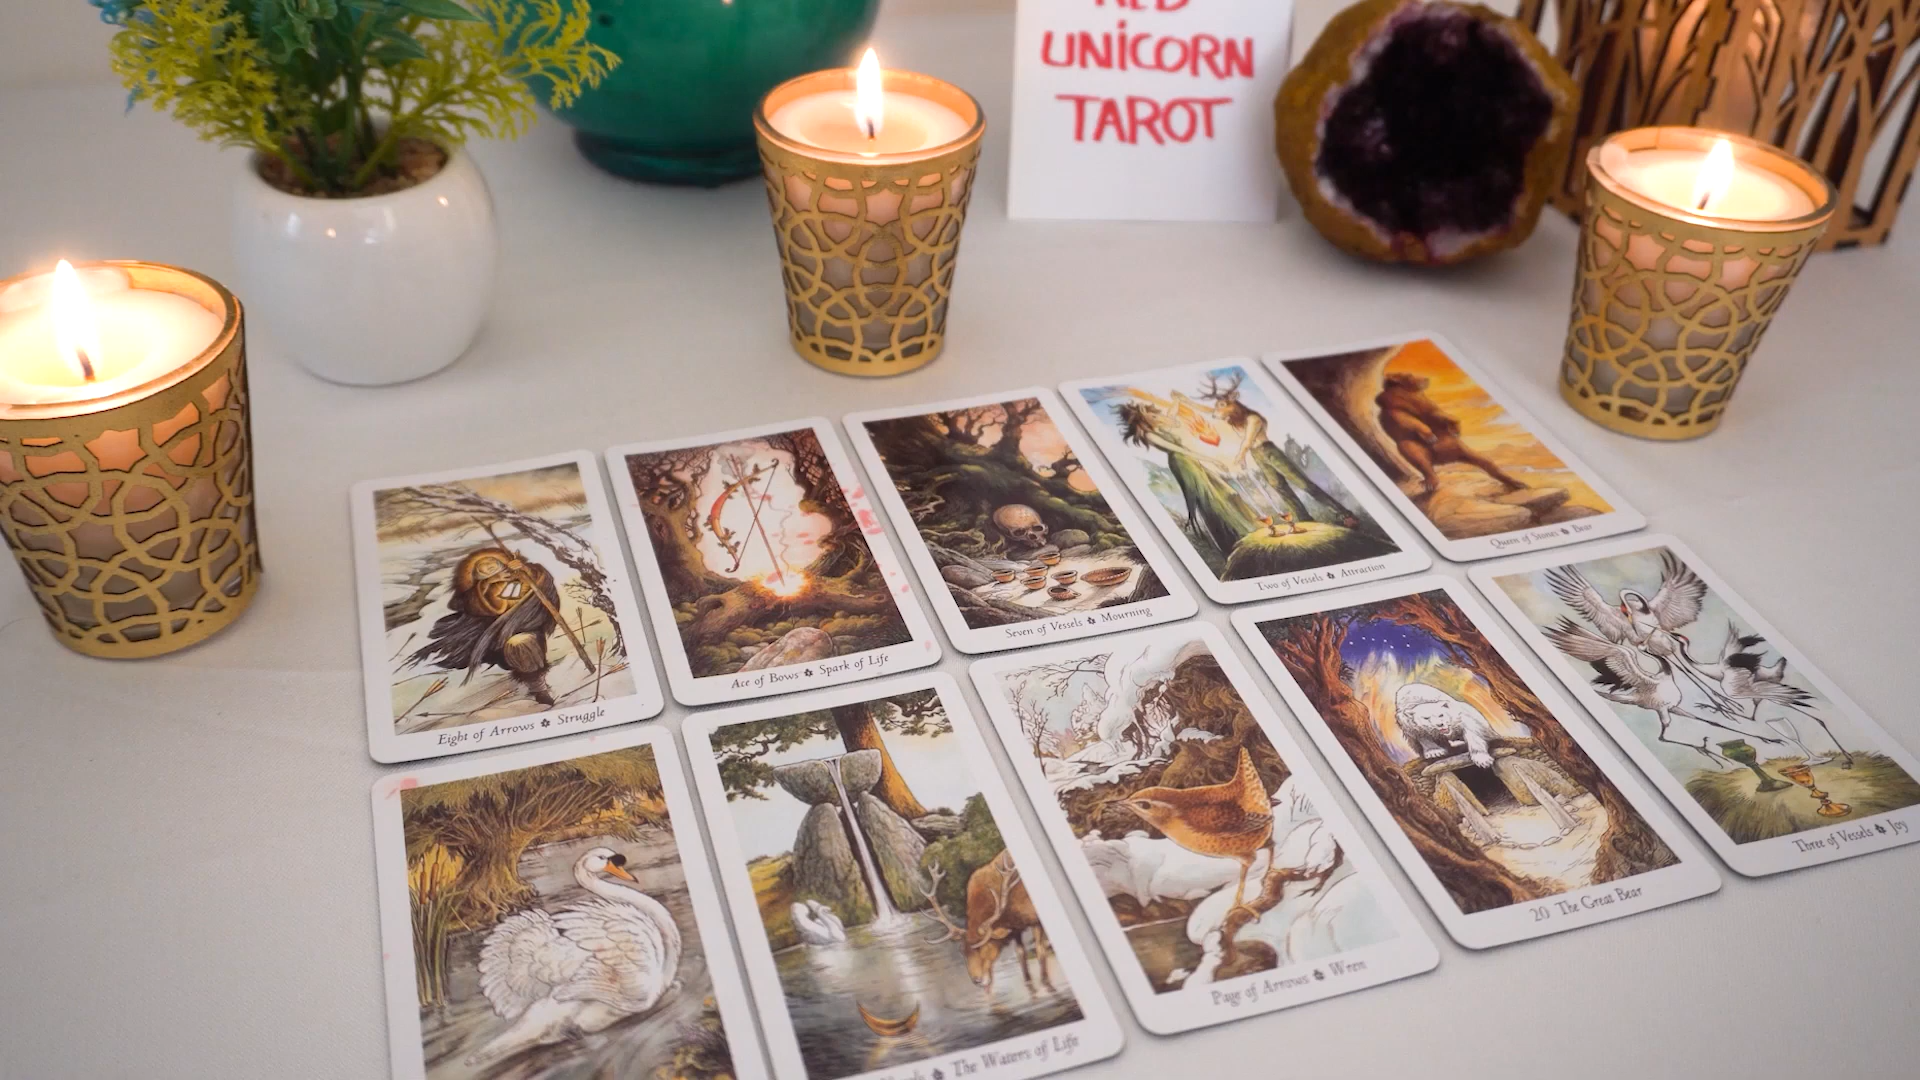 RED
UNICORN
TAROT
Eight of Arrows Struggle
Ace of Bows Spark of Life
Seven of Vessels Mourning
Two of Vessels Attraction
Queen of Stones Bear
The Waters of Life
Page of Arrows Wren
20 The Great Bear
Three of Vessels Joy